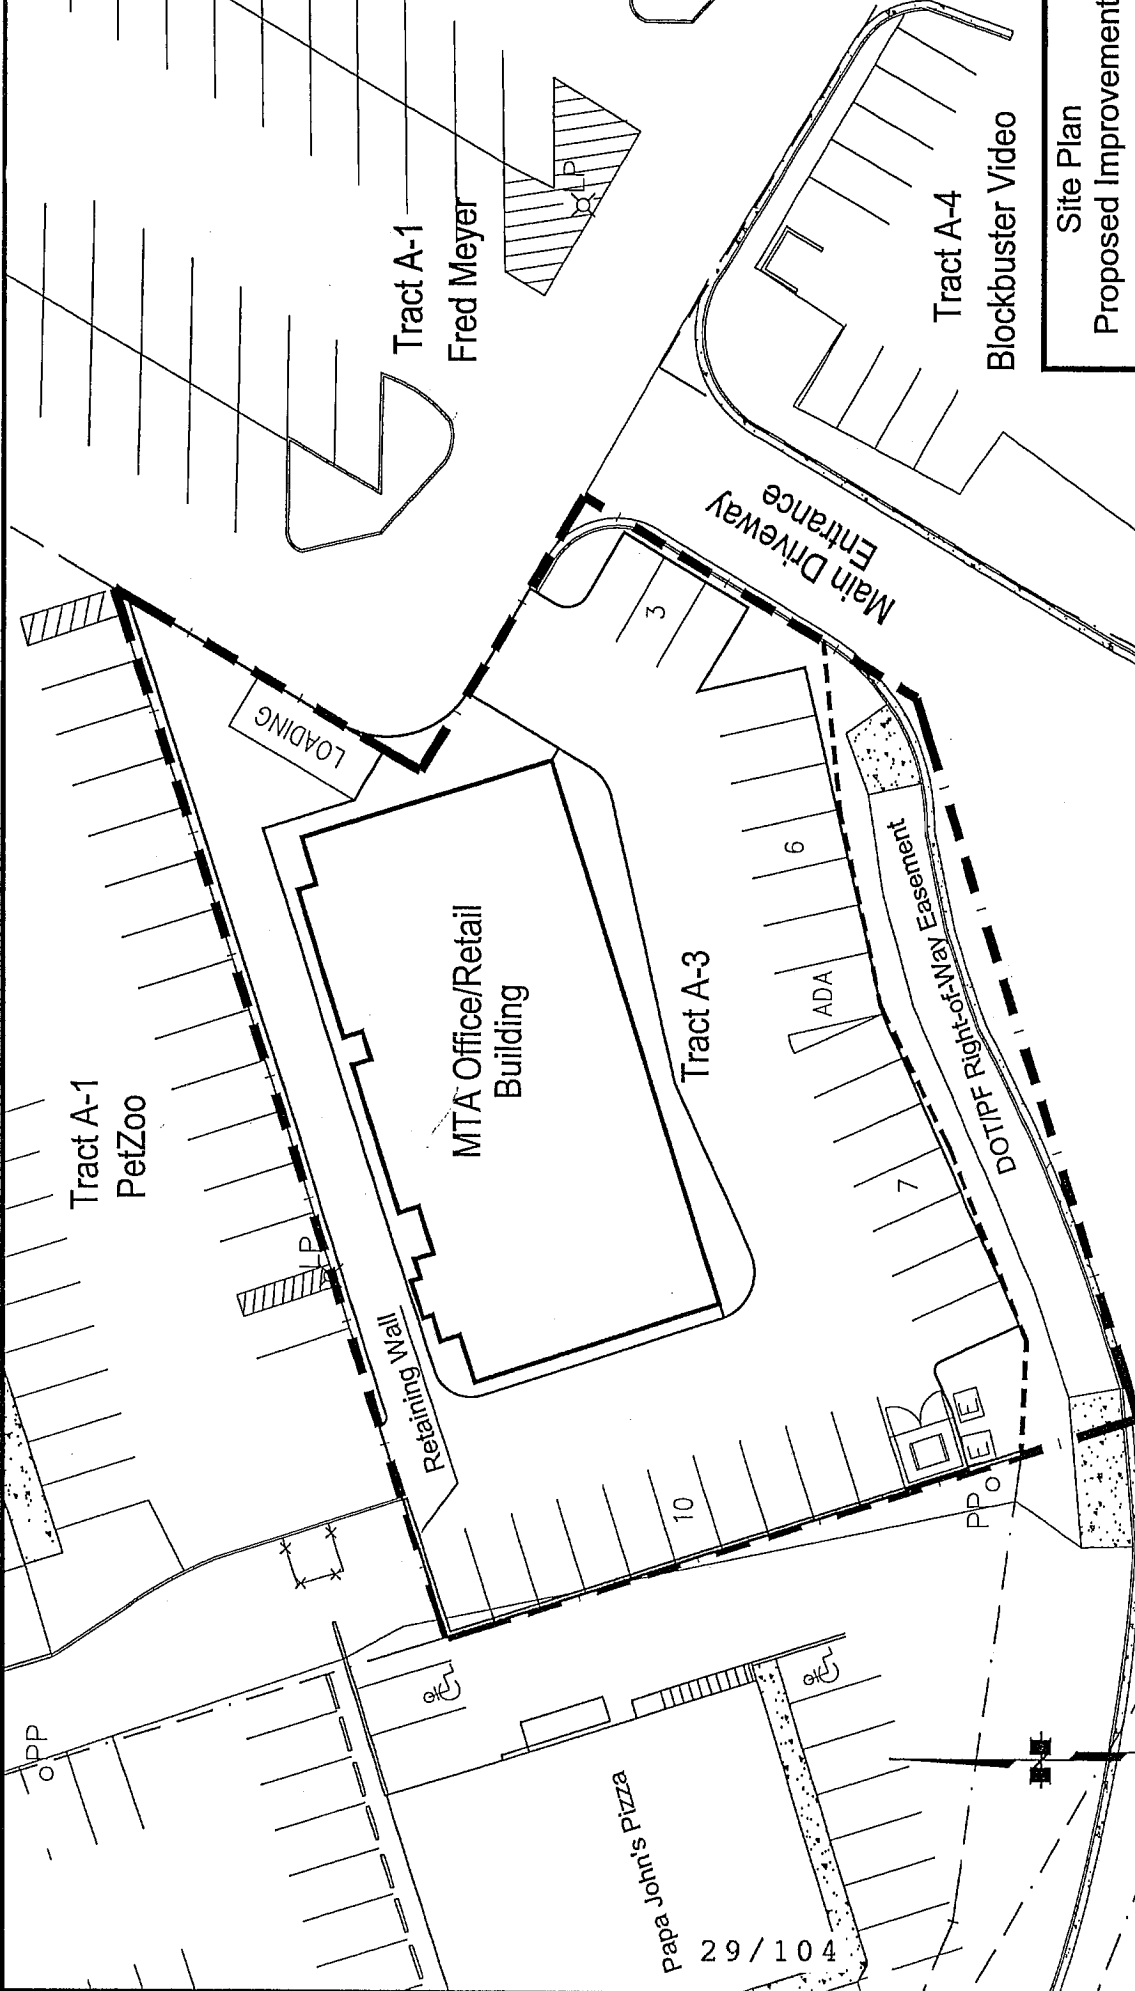 Tract A-1
PetZoo
Tract A-1
Fred Meyer
LP
LOADING
Tract A-4
Blockbuster Video
Site Plan
Proposed Improvement
Main Driveway
Entrance
3
6
ADA
7
10
MTA Office/Retail
Building
Tract A-3
DOT/PF Right-of-Way Easement
LP
Retaining Wall
E
E
PP
PP
Papa John's Pizza
29/104